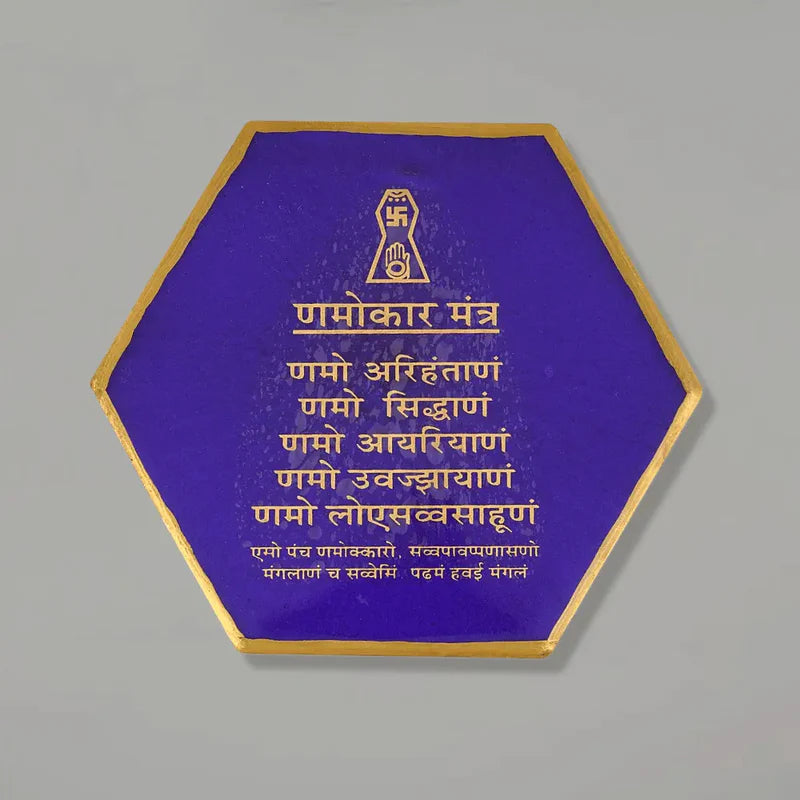 णमोकार मंत्र
णमो अरिहंताणं
णमो सिद्धाणं
णमो आयरियाणं
णमो उवज्झायाणं
णमो लोएसव्वसाहूणं
एमो पंच णमोक्कारो, सव्वपावप्पणासणो
मंगलाणं च सव्वेसिं, पढमं हवई मंगलं